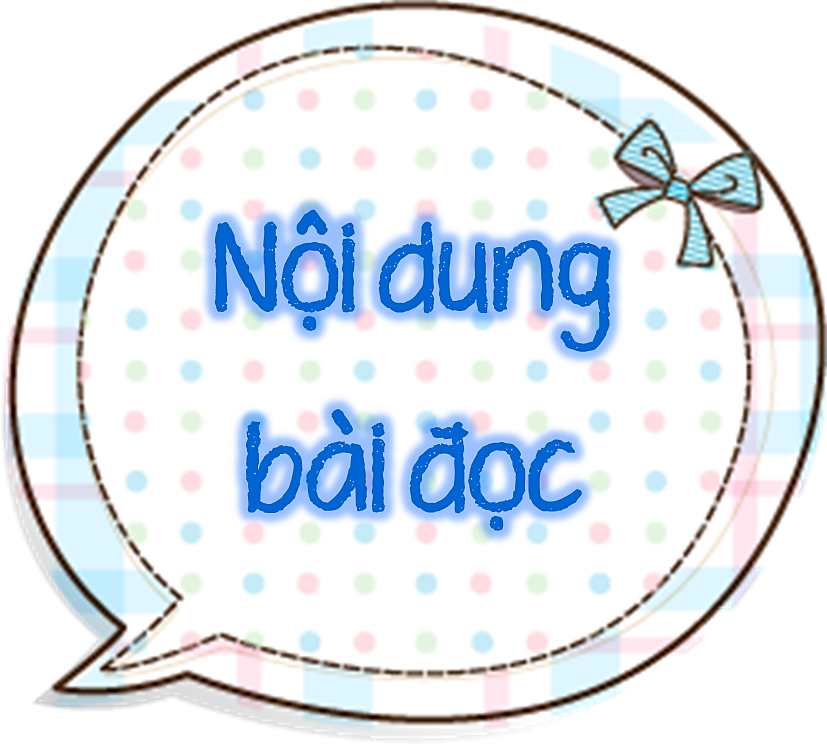 Nội dung
bài đọc